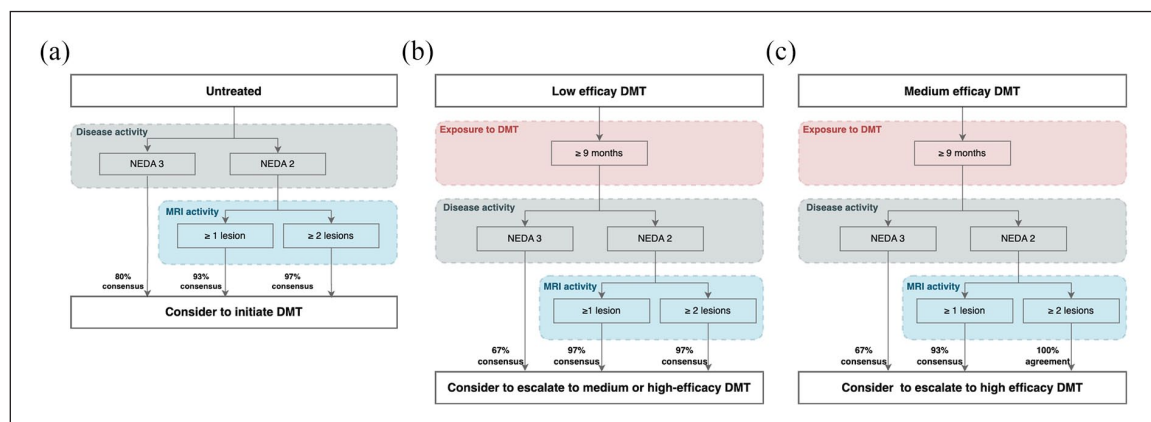 (a)
Untreated
Disease activity
NEDA 3
NEDA 2
MRI activity
≥ 1 lesion
≥ 2 lesions
80%
consensus
93%
consensus
97%
consensus
Consider to initiate DMT
(b)
Low efficay DMT
Exposure to DMT
≥ 9 months
Disease activity
NEDA 3
NEDA 2
MRI activity
≥1 lesion
≥ 2 lesions
67%
consensus
97%
consensus
97%
consensus
Consider to escalate to medium or high-efficacy DMT
(c)
Medium efficay DMT
Exposure to DMT
≥ 9 months
Disease activity
NEDA 3
NEDA 2
MRI activity
≥ 1 lesion
≥ 2 lesions
67%
consensus
93%
consensus
100%
agreement
Consider to escalate to high efficacy DMT